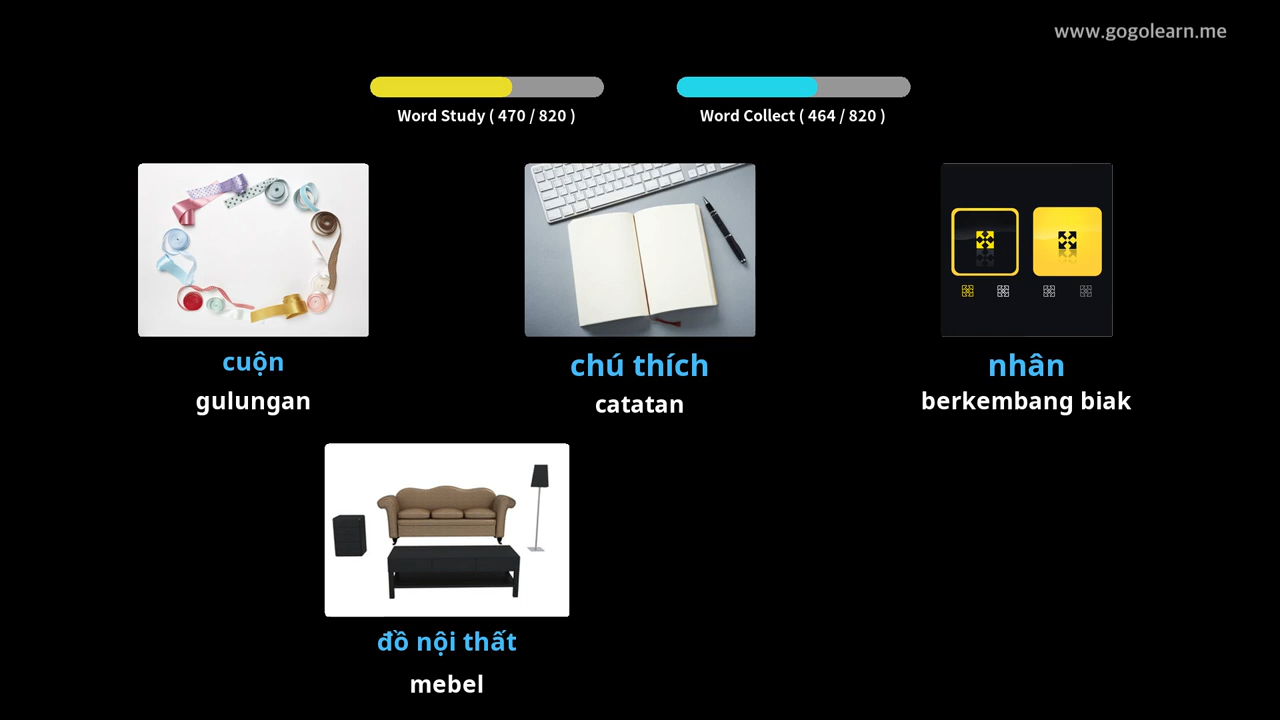 www.gogolearn.me
Word Study ( 470 / 820 )
Word Collect ( 464 / 820 )
cuộn
gulungan
chú thích
catatan
nhân
berkembang biak
đồ nội thất
mebel